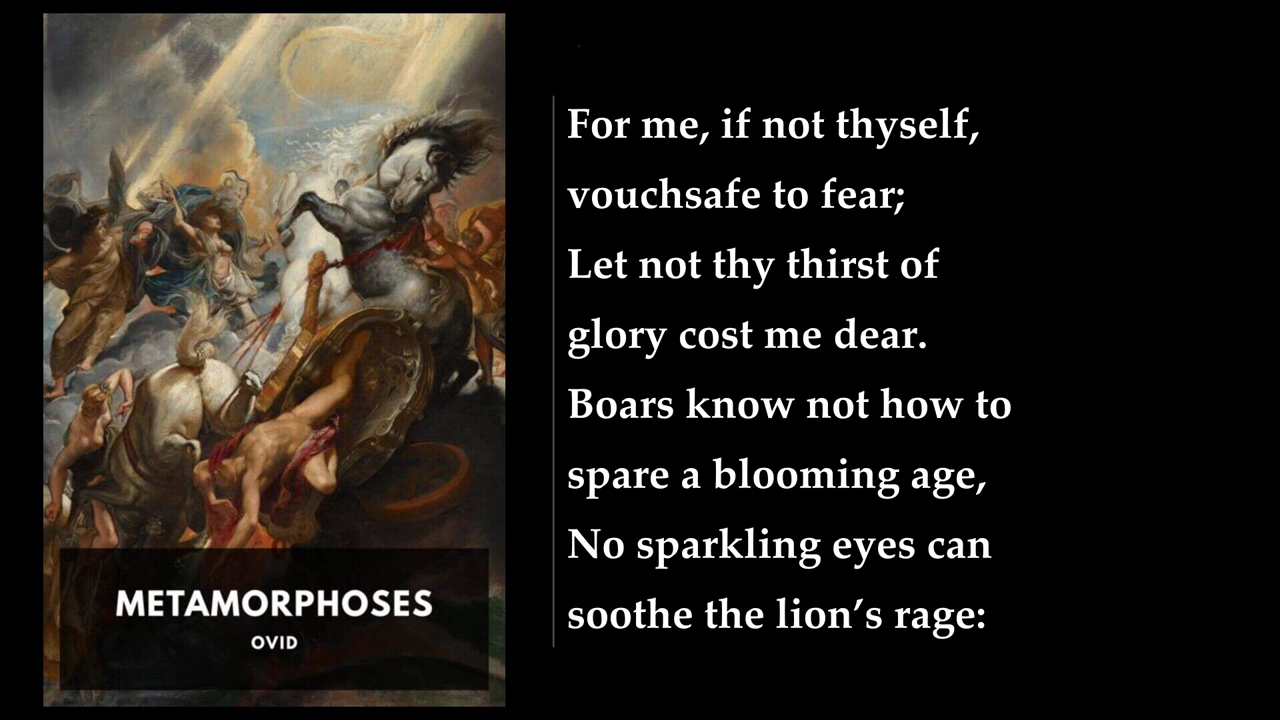 METAMORPHOSES
OVID
For me, if not thyself,
vouchsafe to fear;
Let not thy thirst of
glory cost me dear.
Boars know not how to
spare a blooming age,
No sparkling eyes can
soothe the lion’s rage: